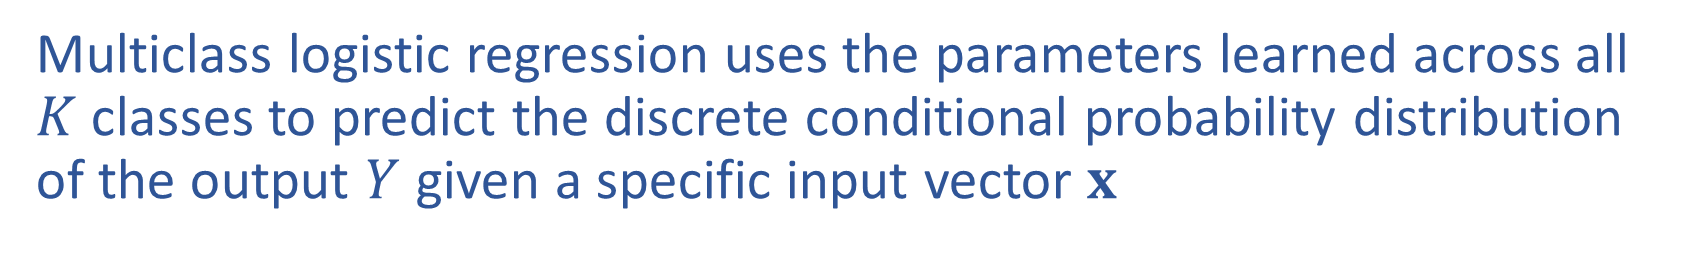 Multiclass logistic regression uses the parameters learned across all
K classes to predict the discrete conditional probability distribution
of the output Y given a specific input vector x